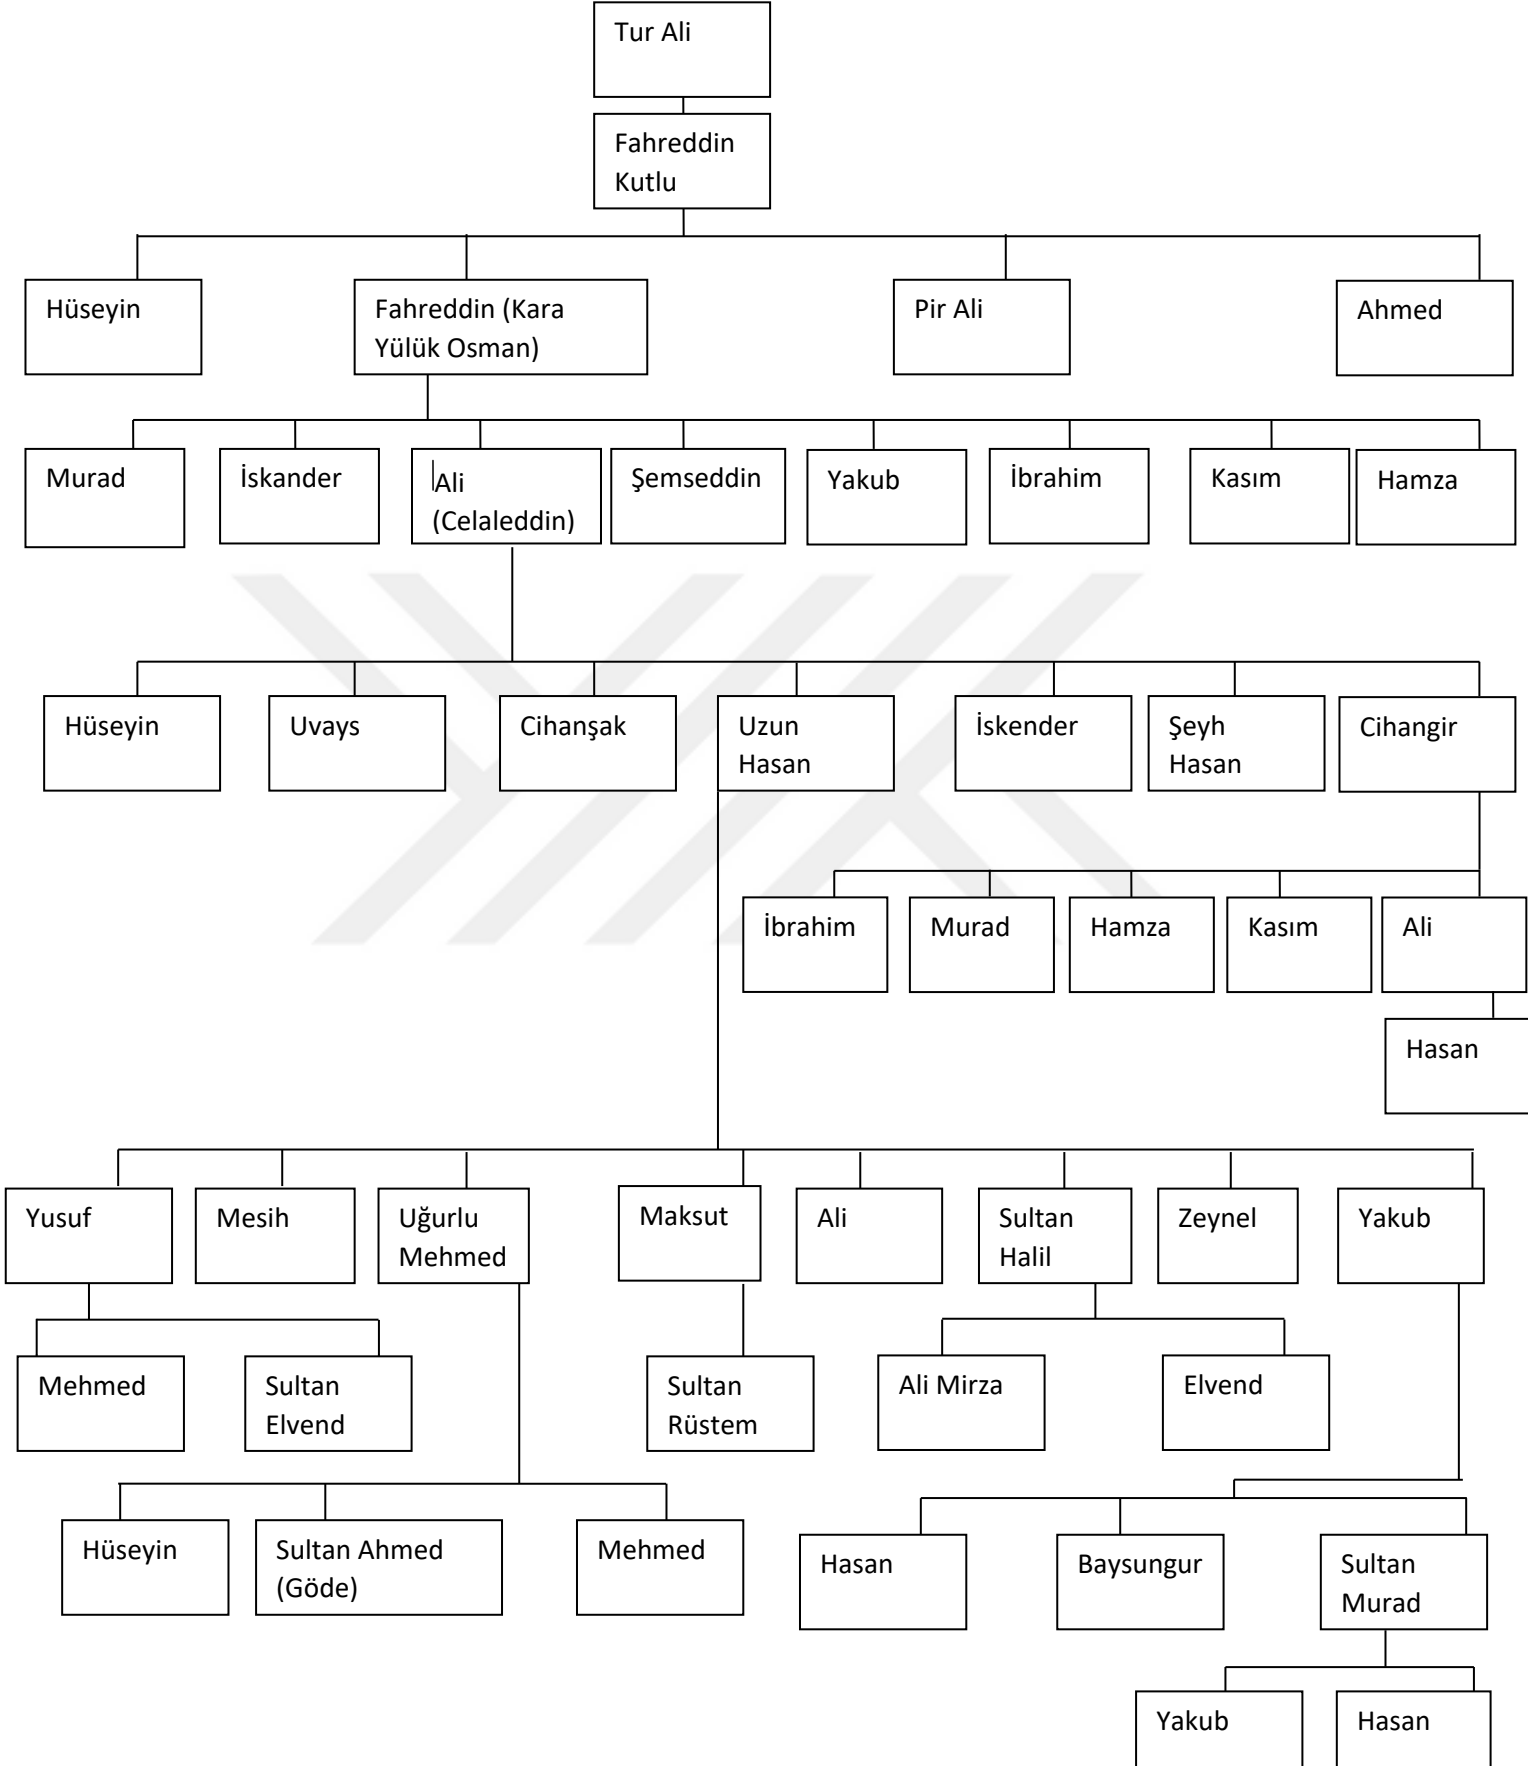 Tur Ali
Fahreddin
Kutlu
Hüseyin
Fahreddin (Kara
Yülük Osman)
Pir Ali
Ahmed
Murad
İskander
Ali
(Celaleddin)
Şemseddin
Yakub
İbrahim
Kasım
Hamza
Hüseyin
Uvays
Cihanşak
Uzun
Hasan
İskender
Şeyh
Hasan
Cihangir
İbrahim
Murad
Hamza
Kasım
Ali
Hasan
Yusuf
Mesih
Uğurlu
Mehmed
Maksut
Ali
Sultan
Halil
Zeynel
Yakub
Mehmed
Sultan
Elvend
Sultan
Rüstem
Ali Mirza
Elvend
Hüseyin
Sultan Ahmed
(Göde)
Mehmed
Hasan
Baysungur
Sultan
Murad
Yakub
Hasan